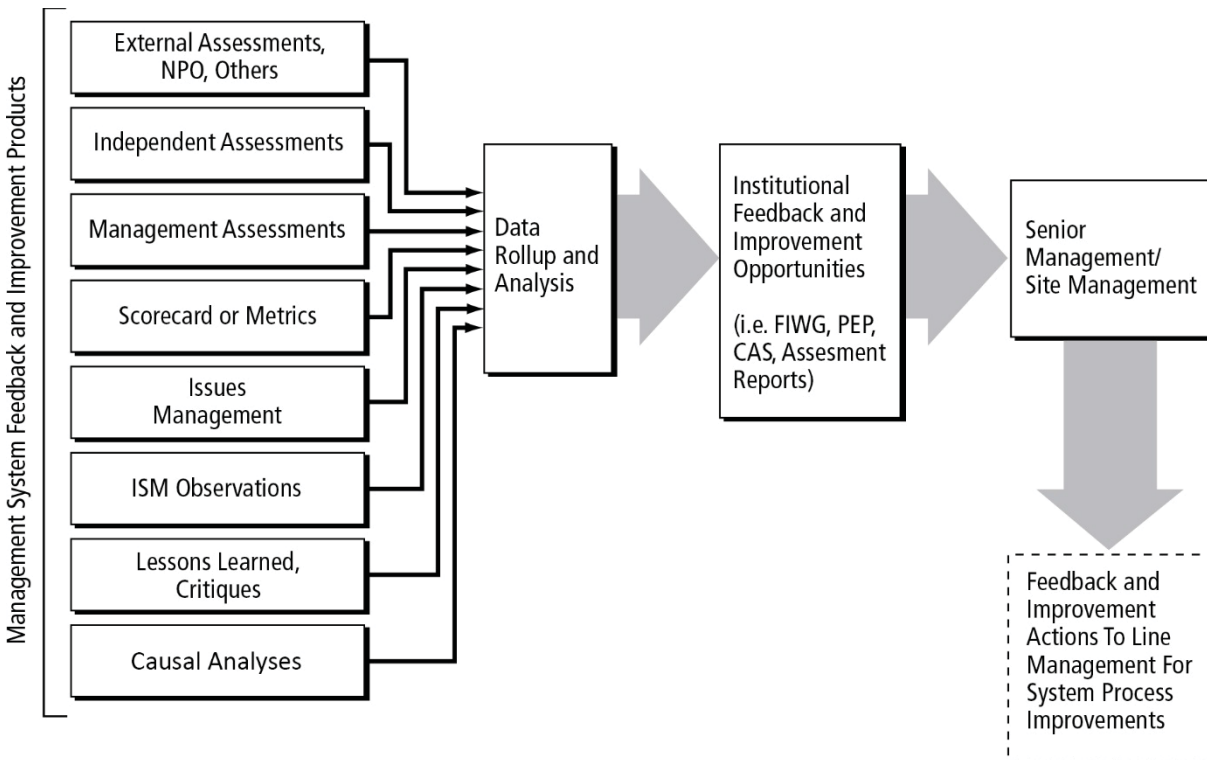 Management System Feedback and Improvement Products
External Assessments,
NPO, Others
Independent Assessments
Management Assessments
Scorecard or Metrics
Issues
Management
ISM Observations
Lessons Learned,
Critiques
Causal Analyses
Data
Rollup and
Analysis
Institutional
Feedback and
Improvement
Opportunities
(i.e. FIWG, PEP,
CAS, Assesment
Reports)
Senior
Management/
Site Management
Feedback and
Improvement
Actions To Line
Management For
System Process
Improvements